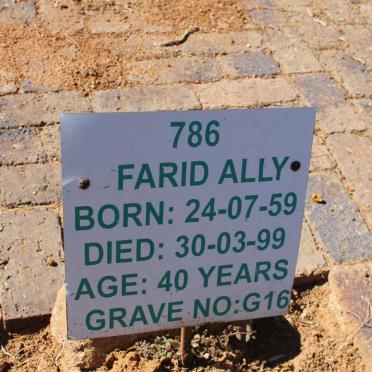 786
FARID ALLY
BORN: 24-07-59
DIED: 30-03-99
AGE: 40 YEARS
GRAVE NO:G16